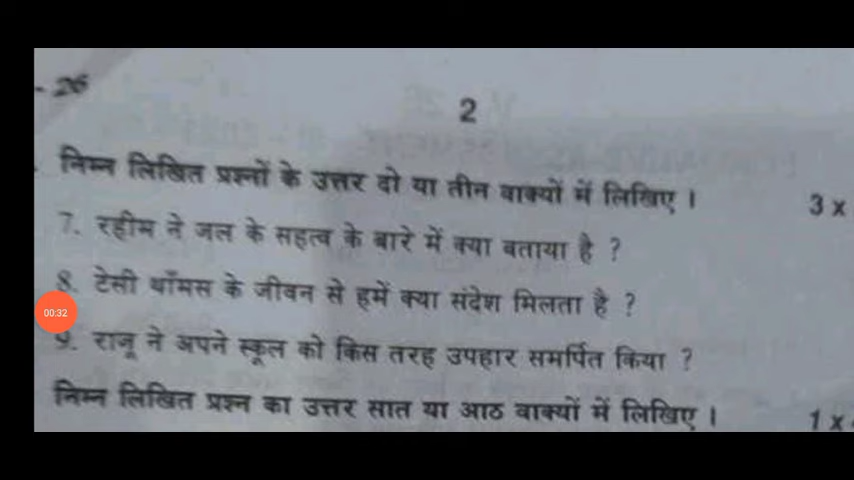 - 26
2
निम्न लिखित प्रश्नों के उत्तर दो या तीन वाक्यों में लिखिए ।
3 x
7. रहीम ने जल के सहत्व के बारे में क्या बताया है ?
8. टेसी थॉमस के जीवन से हमें क्या संदेश मिलता है ?
00:32
9. राजू ने अपने स्कूल को किस तरह उपहार समर्पित किया ?
निम्न लिखित प्रश्न का उत्तर सात या आठ वाक्यों में लिखिए ।
1 x